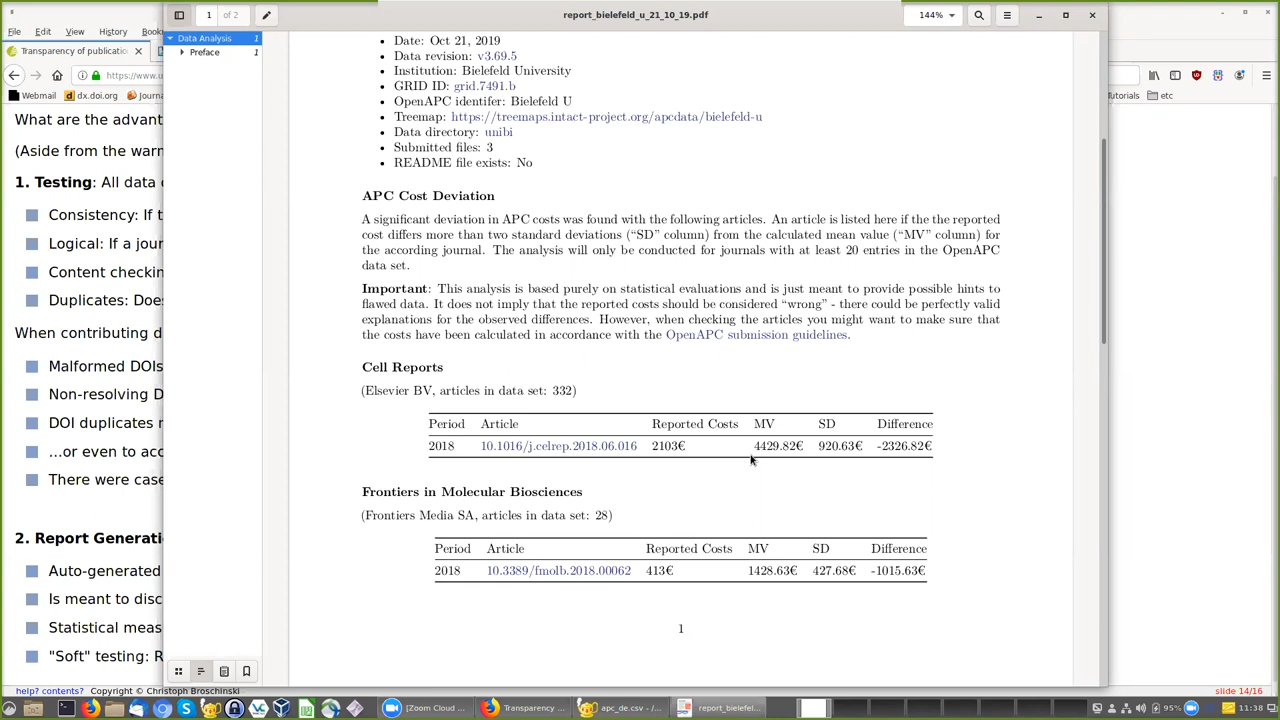 1 of 2
report_bielefeld_u_21_10_19.pdf
144%
File Edit View History Book
Transparency of publicatio
https://www.u
Webmail dx.doi.org Journa
Tutorials etc
Data Analysis 1
Preface 1
• Date: Oct 21, 2019
• Data revision: v3.69.5
• Institution: Bielefeld University
• GRID ID: grid.7491.b
• OpenAPC identifer: Bielefeld U
• Treemap: https://treemaps.intact-project.org/apcdata/bielefeld-u
• Data directory: unibi
• Submitted files: 3
• README file exists: No
APC Cost Deviation
A significant deviation in APC costs was found with the following articles. An article is listed here if the the reported
cost differs more than two standard deviations (“SD” column) from the calculated mean value (“MV” column) for
the according journal. The analysis will only be conducted for journals with at least 20 entries in the OpenAPC
data set.
Important: This analysis is based purely on statistical evaluations and is just meant to provide possible hints to
flawed data. It does not imply that the reported costs should be considered “wrong” - there could be perfectly valid
explanations for the observed differences. However, when checking the articles you might want to make sure that
the costs have been calculated in accordance with the OpenAPC submission guidelines.
Cell Reports
(Elsevier BV, articles in data set: 332)
Period Article Reported Costs MV SD Difference
2018 10.1016/j.celrep.2018.06.016 2103€ 4429.82€ 920.63€ -2326.82€
Frontiers in Molecular Biosciences
(Frontiers Media SA, articles in data set: 28)
Period Article Reported Costs MV SD Difference
2018 10.3389/fmolb.2018.00062 413€ 1428.63€ 427.68€ -1015.63€
1
What are the advant
(Aside from the warn
1. Testing: All data
Consistency: If t
Logical: If a jour
Content checkin
Duplicates: Does
When contributing d
Malformed DOIs
Non-resolving D
DOI duplicates r
...or even to acc
There were case
2. Report Generati
Auto-generated
Is meant to disc
Statistical meas
"Soft" testing: R
help? contents? Copyright © Christoph Broschinski
slide 14/16
[Zoom Cloud ... Transparency ... apc_de.csv - /... report_bielefel... 95% 11:38